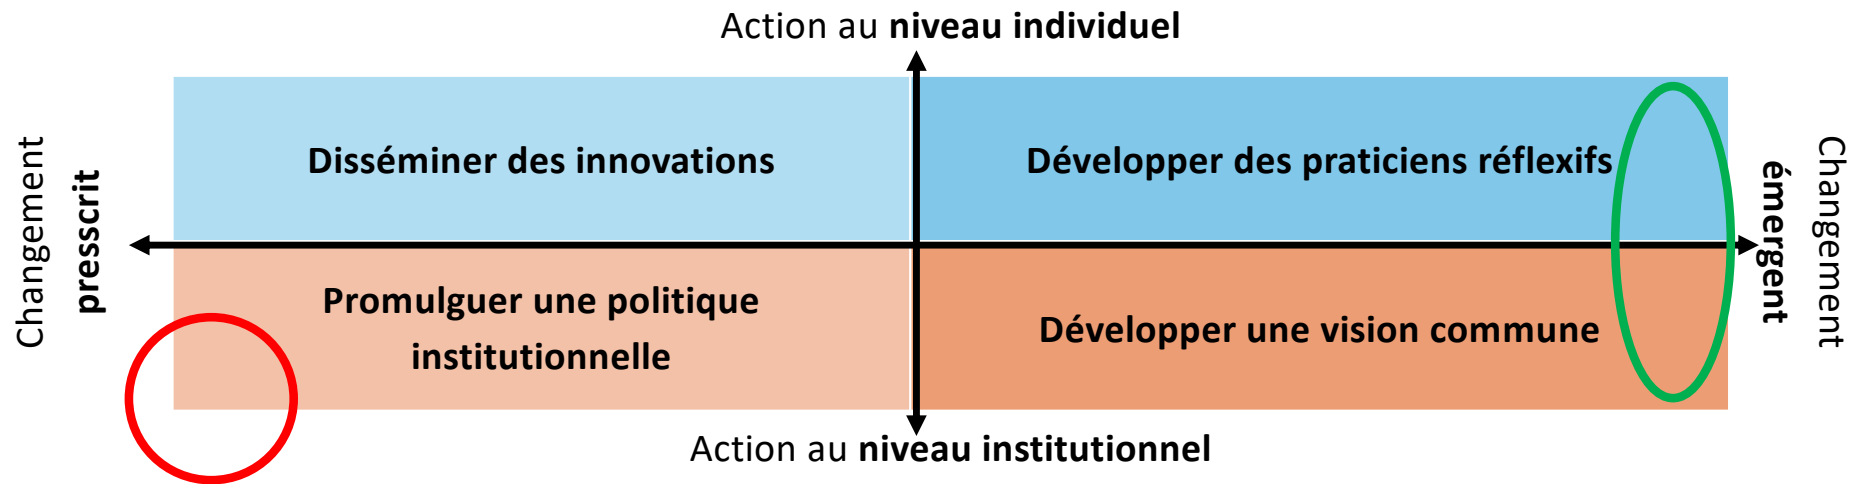 Action au niveau individuel
Changement
presscrit
Disséminer des innovations
Développer des praticiens réflexifs
Changement
émergent
Promulguer une politique
institutionnelle
Développer une vision commune
Action au niveau institutionnel